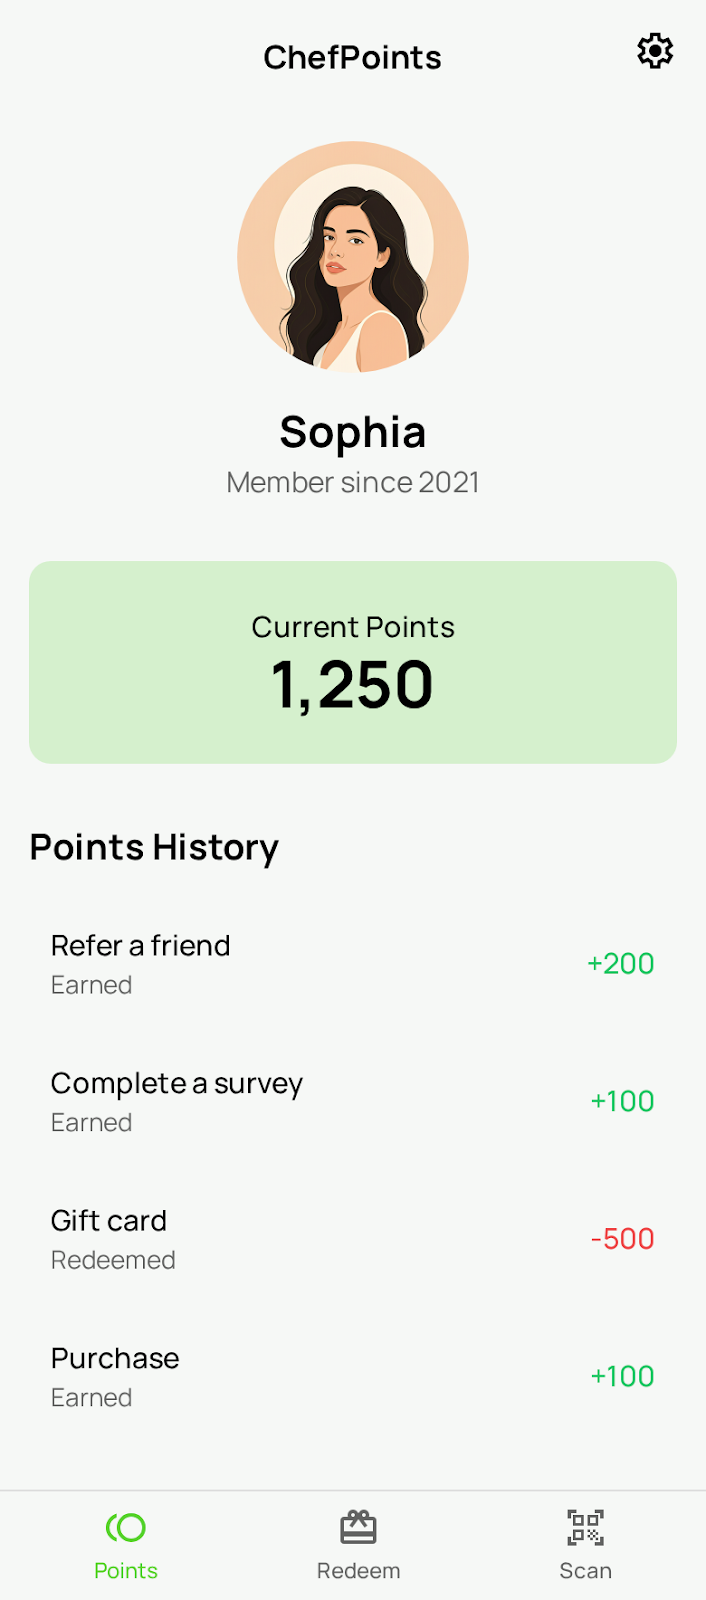 ChefPoints
Sophia
Member since 2021
Current Points
1,250
Points History
Refer a friend
Earned
+200
Complete a survey
Earned
+100
Gift card
Redeemed
-500
Purchase
Earned
+100
Points
Redeem
Scan